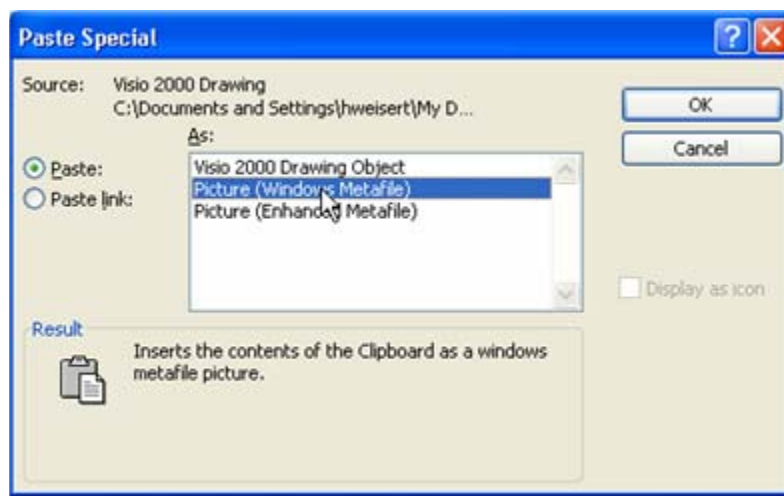 Paste Special
Source: Visio 2000 Drawing
C:\Documents and Settings\hweisert\My D...
As:
Paste:
Paste link:
Visio 2000 Drawing Object
Picture (Windows Metafile)
Picture (Enhanced Metafile)
OK
Cancel
Display as icon
Result
Inserts the contents of the Clipboard as a windows
metafile picture.